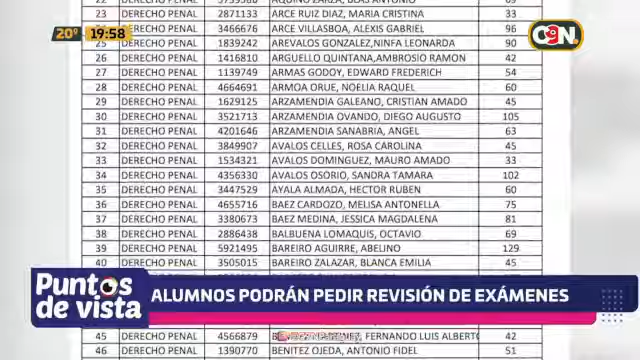 20° 19:58
C9N
23 DERECHO PENAL 2871133 ARCE RUIZ DIAZ, MARIA CRISTINA 33
DERECHO PENAL 3466676 ARCE VILLASBOA, ALEXIS GABRIEL 96
25 DERECHO PENAL 1839242 AREVALOS GONZALEZ,NINFA LEONARDA 90
26 DERECHO PENAL 1416810 ARGUELLO QUINTANA,AMBROSIO RAMON 42
27 DERECHO PENAL 1139749 ARMAS GODOY, EDWARD FREDERICH 54
28 DERECHO PENAL 4664691 ARMOA ORUE, NOELIA RAQUEL 60
29 DERECHO PENAL 1629125 ARZAMENDIA GALEANO, CRISTIAN AMADO 45
30 DERECHO PENAL 3521713 ARZAMENDIA OVANDO, DIEGO AUGUSTO 105
31 DERECHO PENAL 4201646 ARZAMENDIA SANABRIA, ANGEL 63
32 DERECHO PENAL 3849907 AVALOS CELLES, ROSA CAROLINA 45
33 DERECHO PENAL 1534321 AVALOS DOMINGUEZ, MAURO AMADO 33
34 DERECHO PENAL 4356330 AVALOS OSORIO, SANDRA TAMARA 102
35 DERECHO PENAL 3447529 AYALA ALMADA, HECTOR RUBEN 60
36 DERECHO PENAL 4655716 BAEZ CARDOZO, MELISA ANTONELLA 75
37 DERECHO PENAL 3380673 BAEZ MEDINA, JESSICA MAGDALENA 81
38 DERECHO PENAL 2886438 BALBUENA LOMAQUIS, OCTAVIO 69
39 DERECHO PENAL 5921495 BAREIRO AGUIRRE, ABELINO 129
40 DERECHO PENAL 3505015 BAREIRO ZALAZAR, BLANCA EMILIA 45
Puntos de vista
ALUMNOS PODRÁN PEDIR REVISIÓN DE EXÁMENES
45 DERECHO PENAL 4566879 FERNANDO LUIS ALBERTO 42
46 DERECHO PENAL 1390770 BENITEZ OJEDA, ANTONIO FIDEL